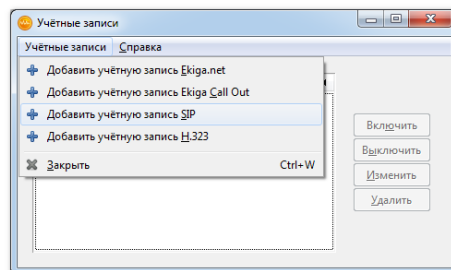 Учётные записи
Учётные записи Справка
Добавить учётную запись Ekiga.net
Добавить учётную запись Ekiga Call Out
Добавить учётную запись SIP
Добавить учётную запись H.323
Закрыть Ctrl+W
Включить
Выключить
Изменить
Удалить